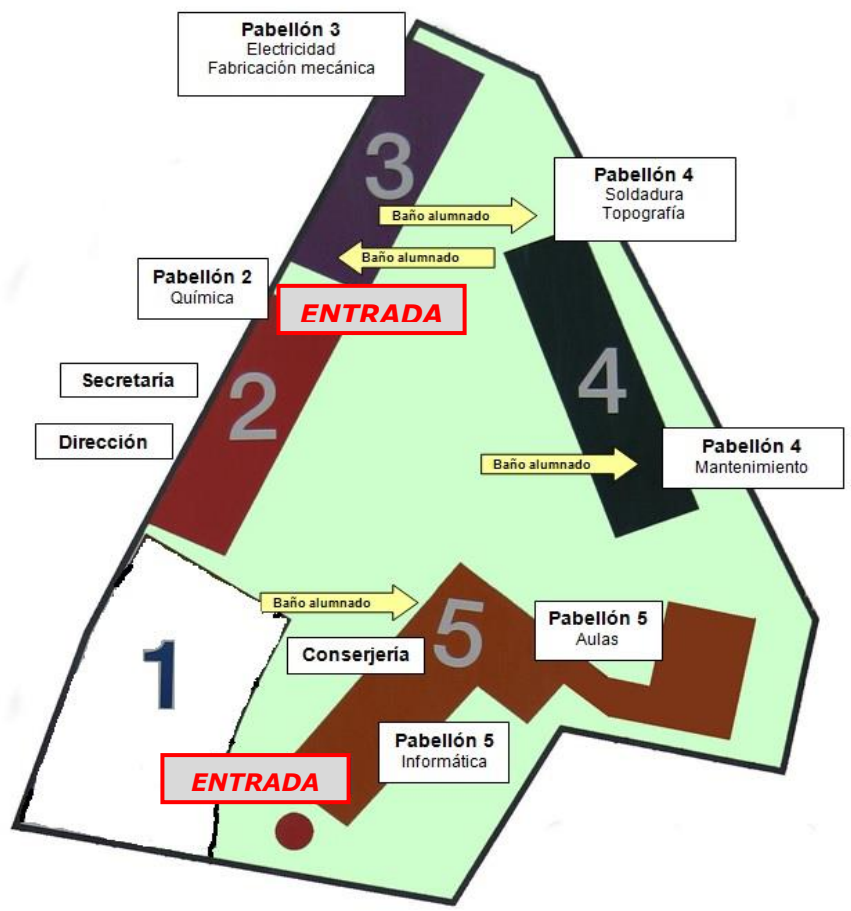 Pabellón 3
Electricidad
Fabricación mecánica
3
Pabellón 4
Soldadura
Topografía
Baño alumnado
Baño alumnado
Pabellón 2
Química
ENTRADA
Secretaría
2
4
Dirección
Baño alumnado
Pabellón 4
Mantenimiento
Baño alumnado
5
Pabellón 5
Aulas
Conserjería
1
Pabellón 5
Informática
ENTRADA